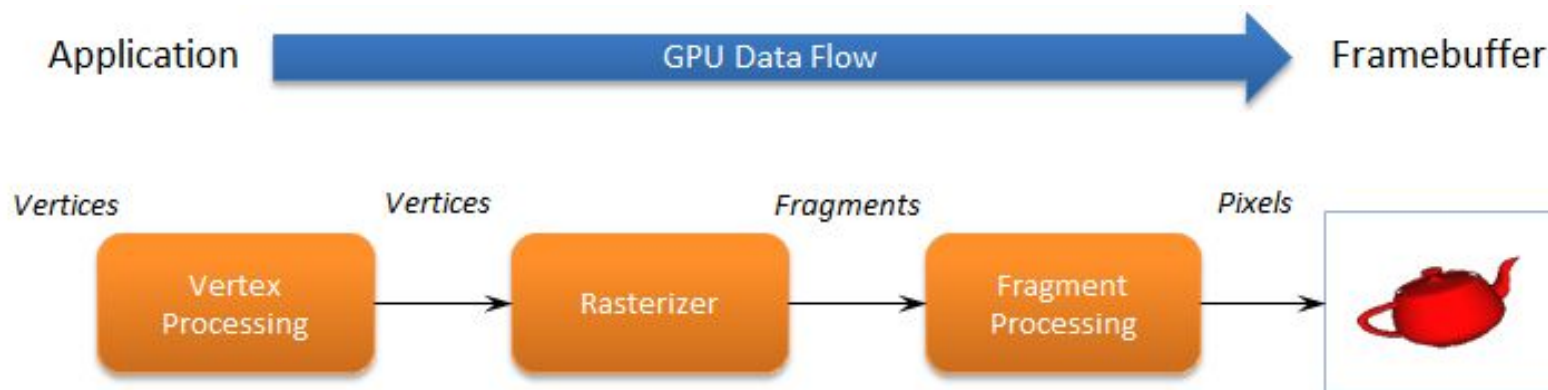 Application
GPU Data Flow
Framebuffer
Vertices
Vertices
Fragments
Pixels
Vertex
Processing
Rasterizer
Fragment
Processing